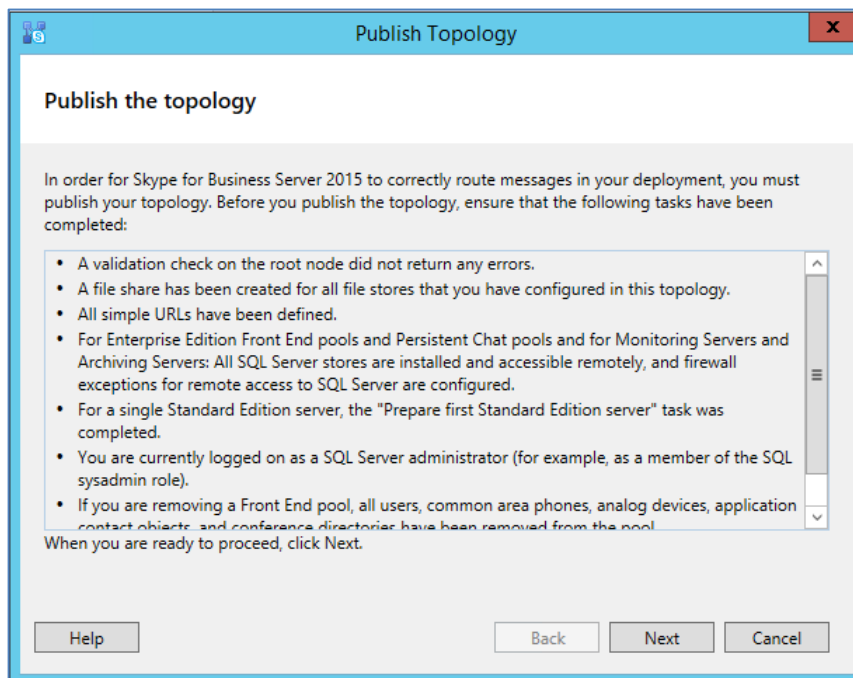 Publish Topology
x
Publish the topology
In order for Skype for Business Server 2015 to correctly route messages in your deployment, you must
publish your topology. Before you publish the topology, ensure that the following tasks have been
completed:
• A validation check on the root node did not return any errors.
• A file share has been created for all file stores that you have configured in this topology.
• All simple URLs have been defined.
• For Enterprise Edition Front End pools and Persistent Chat pools and for Monitoring Servers and
Archiving Servers: All SQL Server stores are installed and accessible remotely, and firewall
exceptions for remote access to SQL Server are configured.
• For a single Standard Edition server, the "Prepare first Standard Edition server" task was
completed.
• You are currently logged on as a SQL Server administrator (for example, as a member of the SQL
sysadmin role).
• If you are removing a Front End pool, all users, common area phones, analog devices, application
contact objects, and conference directories have been removed from the pool
When you are ready to proceed, click Next.
Help
Back
Next
Cancel